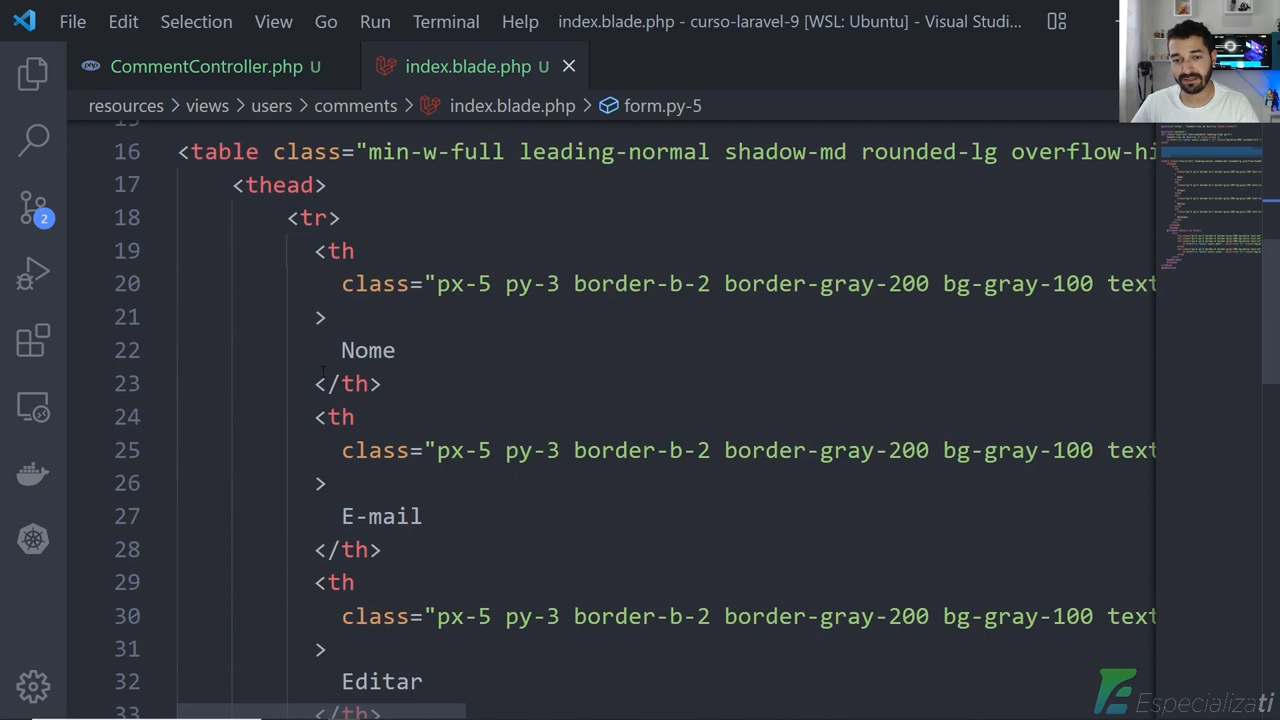 File Edit Selection View Go Run Terminal Help index.blade.php - curso-laravel-9 [WSL: Ubuntu] - Visual Studi...
CommentController.php U index.blade.php U
resources > views > users > comments > index.blade.php > form.py-5
15
16 <table class="min-w-full leading-normal shadow-md rounded-lg overflow-hi
17 <thead>
18 <tr>
19 <th
20 class="px-5 py-3 border-b-2 border-gray-200 bg-gray-100 text
21 >
22 Nome
23 </th>
24 <th
25 class="px-5 py-3 border-b-2 border-gray-200 bg-gray-100 text
26 >
27 E-mail
28 </th>
29 <th
30 class="px-5 py-3 border-b-2 border-gray-200 bg-gray-100 text
31 >
32 Editar
33 </th>
2
Especializati